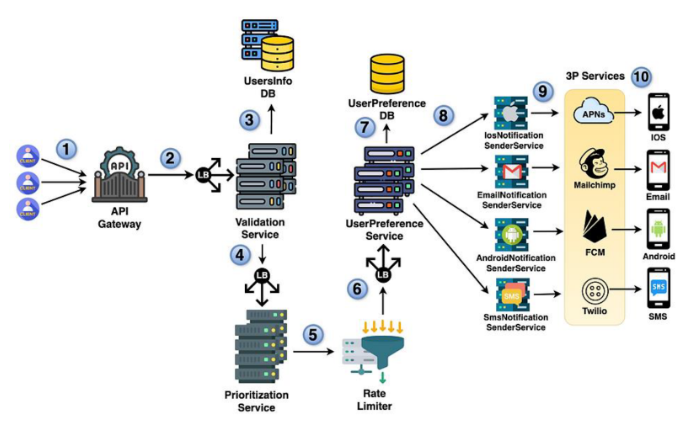 1
CLIENT
CLIENT
CLIENT
API
API
Gateway
2
LB
3
UsersInfo
DB
Validation
Service
4
LB
Prioritization
Service
5
Rate
Limiter
6
LB
UserPreference
Service
7
UserPreference
DB
8
IosNotification
SenderService
EmailNotification
SenderService
AndroidNotification
SenderService
SMS
SmsNotification
SenderService
9
3P Services
APNs
Mailchimp
FCM
Twilio
10
IOS
Email
Android
SMS
SMS